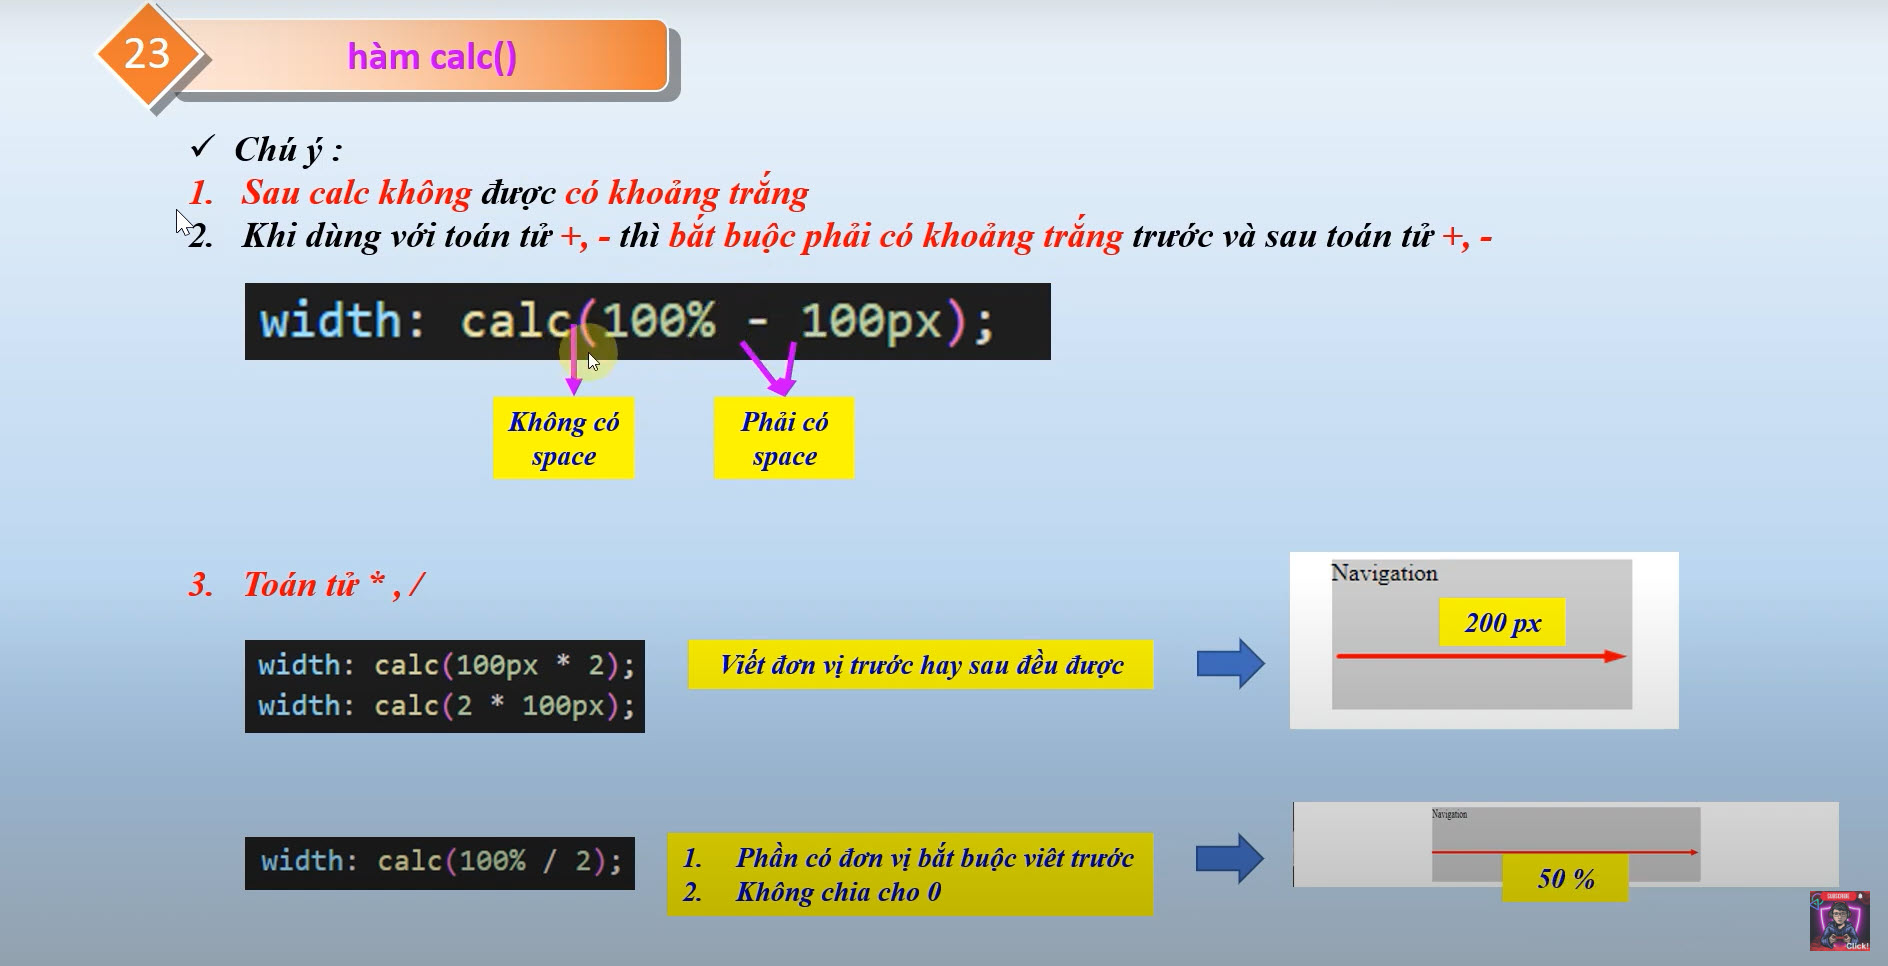 23
hàm calc()
✓ Chú ý :
1. Sau calc không được có khoảng trắng
2. Khi dùng với toán tử +, - thì bắt buộc phải có khoảng trắng trước và sau toán tử +, -
width: calc(100% - 100px);
Không có
space
Phải có
space
3. Toán tử * , /
width: calc(100px * 2);
width: calc(2 * 100px);
Viết đơn vị trước hay sau đều được
Navigation
200 px
width: calc(100% / 2);
1. Phần có đơn vị bắt buộc viêt trước
2. Không chia cho 0
Navigation
50 %
SUBSCRIBE
Click!